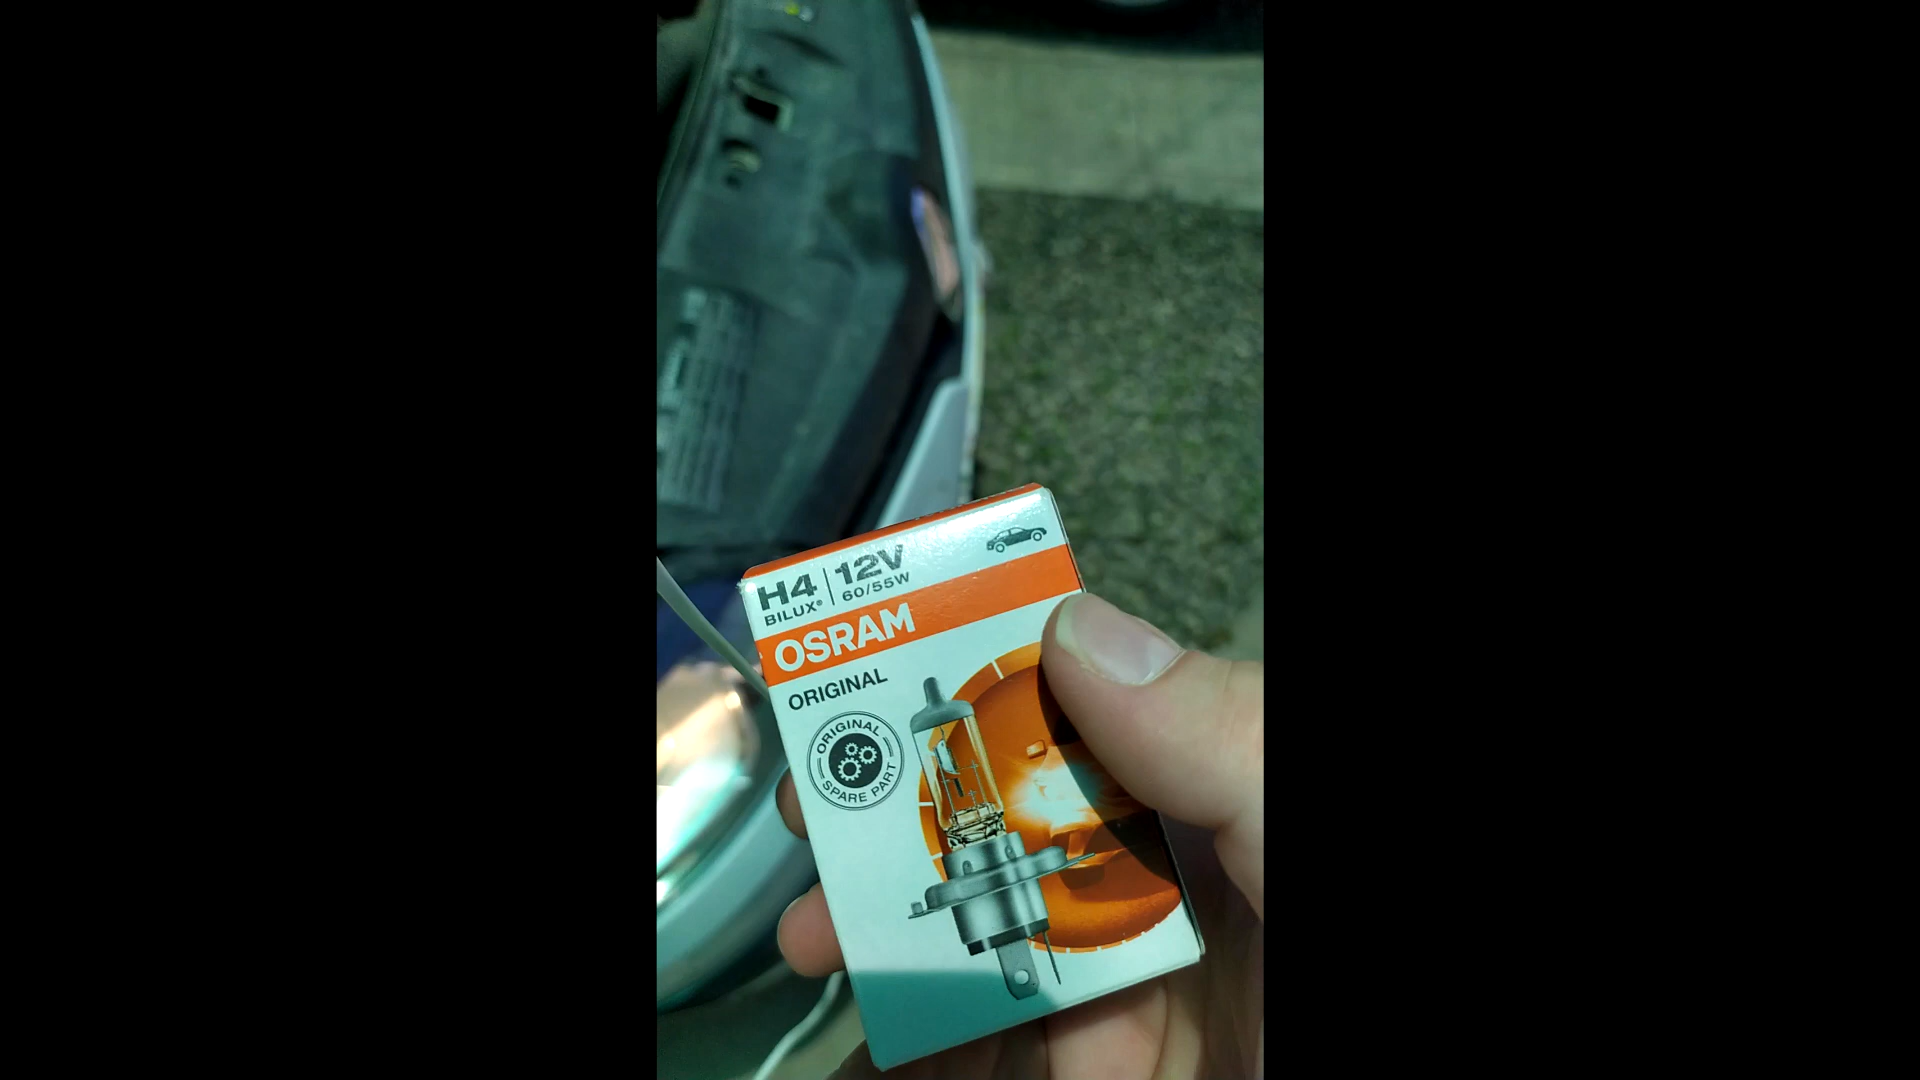 H4 | 12V
BILUX® 60/55W
OSRAM
ORIGINAL
ORIGINAL
SPARE PART